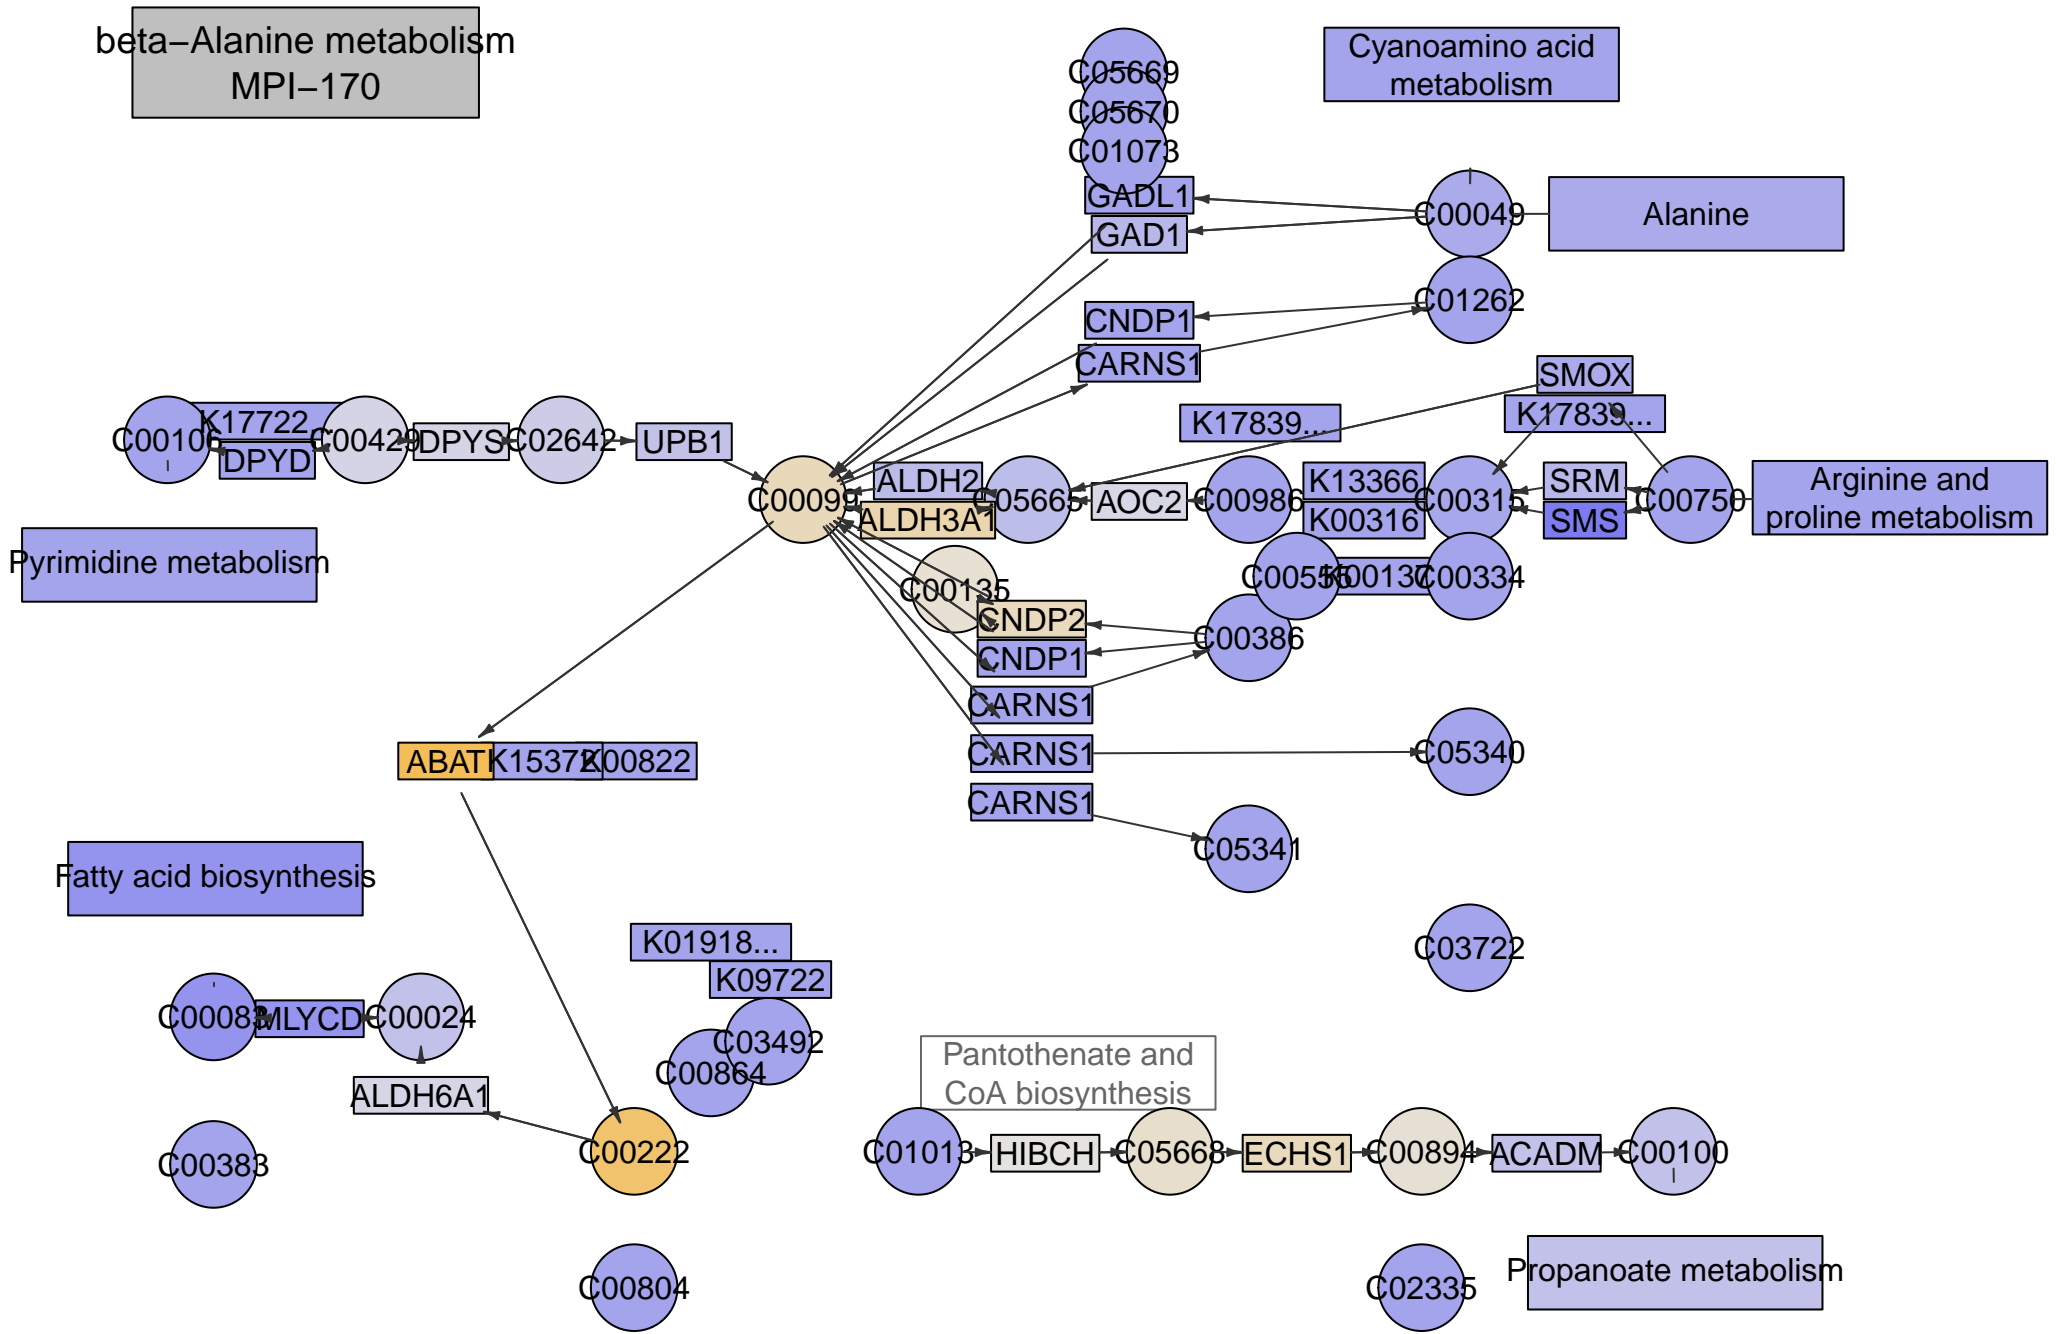 beta−Alanine metabolism
MPI−170
C05669
C05670
C01073
Cyanoamino acid
metabolism
GADL1
GAD1
C00049
Alanine
C01262
CNDP1
CARNS1
SMOX
K17839...
K17839...
C00106
K17722...
DPYD
C00429
DPYS
C02642
UPB1
C00099
ALDH2
ALDH3A1
C05665
AOC2
C00986
K13366
K00316
C00315
SRM
SMS
C00750
Arginine and
proline metabolism
Pyrimidine metabolism
C00135
C00555
K00137
C00334
CNDP2
CNDP1
C00386
CARNS1
CARNS1
CARNS1
C05340
C05341
ABAT
K15372
K00822
Fatty acid biosynthesis
K01918...
K09722
C03722
C00083
MLYCD
C00024
C03492
C00864
ALDH6A1
Pantothenate and
CoA biosynthesis
C00383
C00222
C01013
HIBCH
C05668
ECHS1
C00894
ACADM
C00100
C00804
C02335
Propanoate metabolism